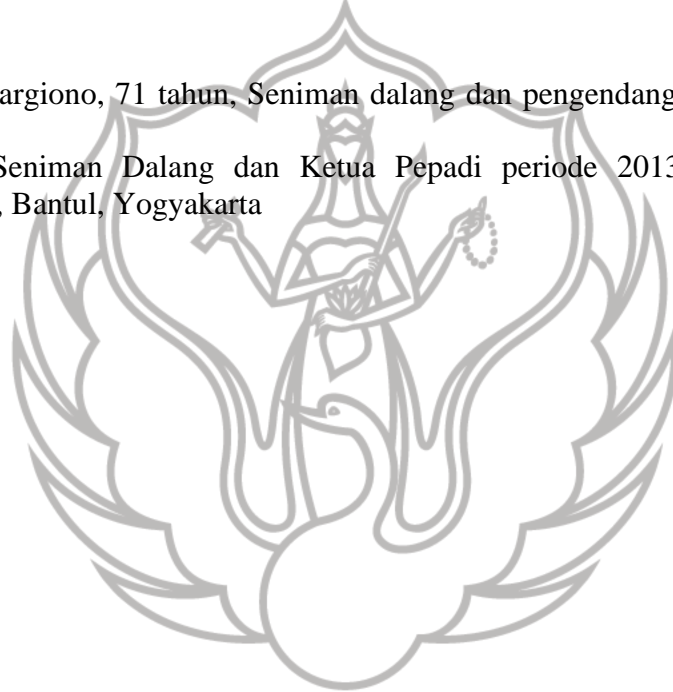 argiono, 71 tahun, Seniman dalang dan pengendang
Seniman Dalang dan Ketua Pepadi periode 2013
, Bantul, Yogyakarta